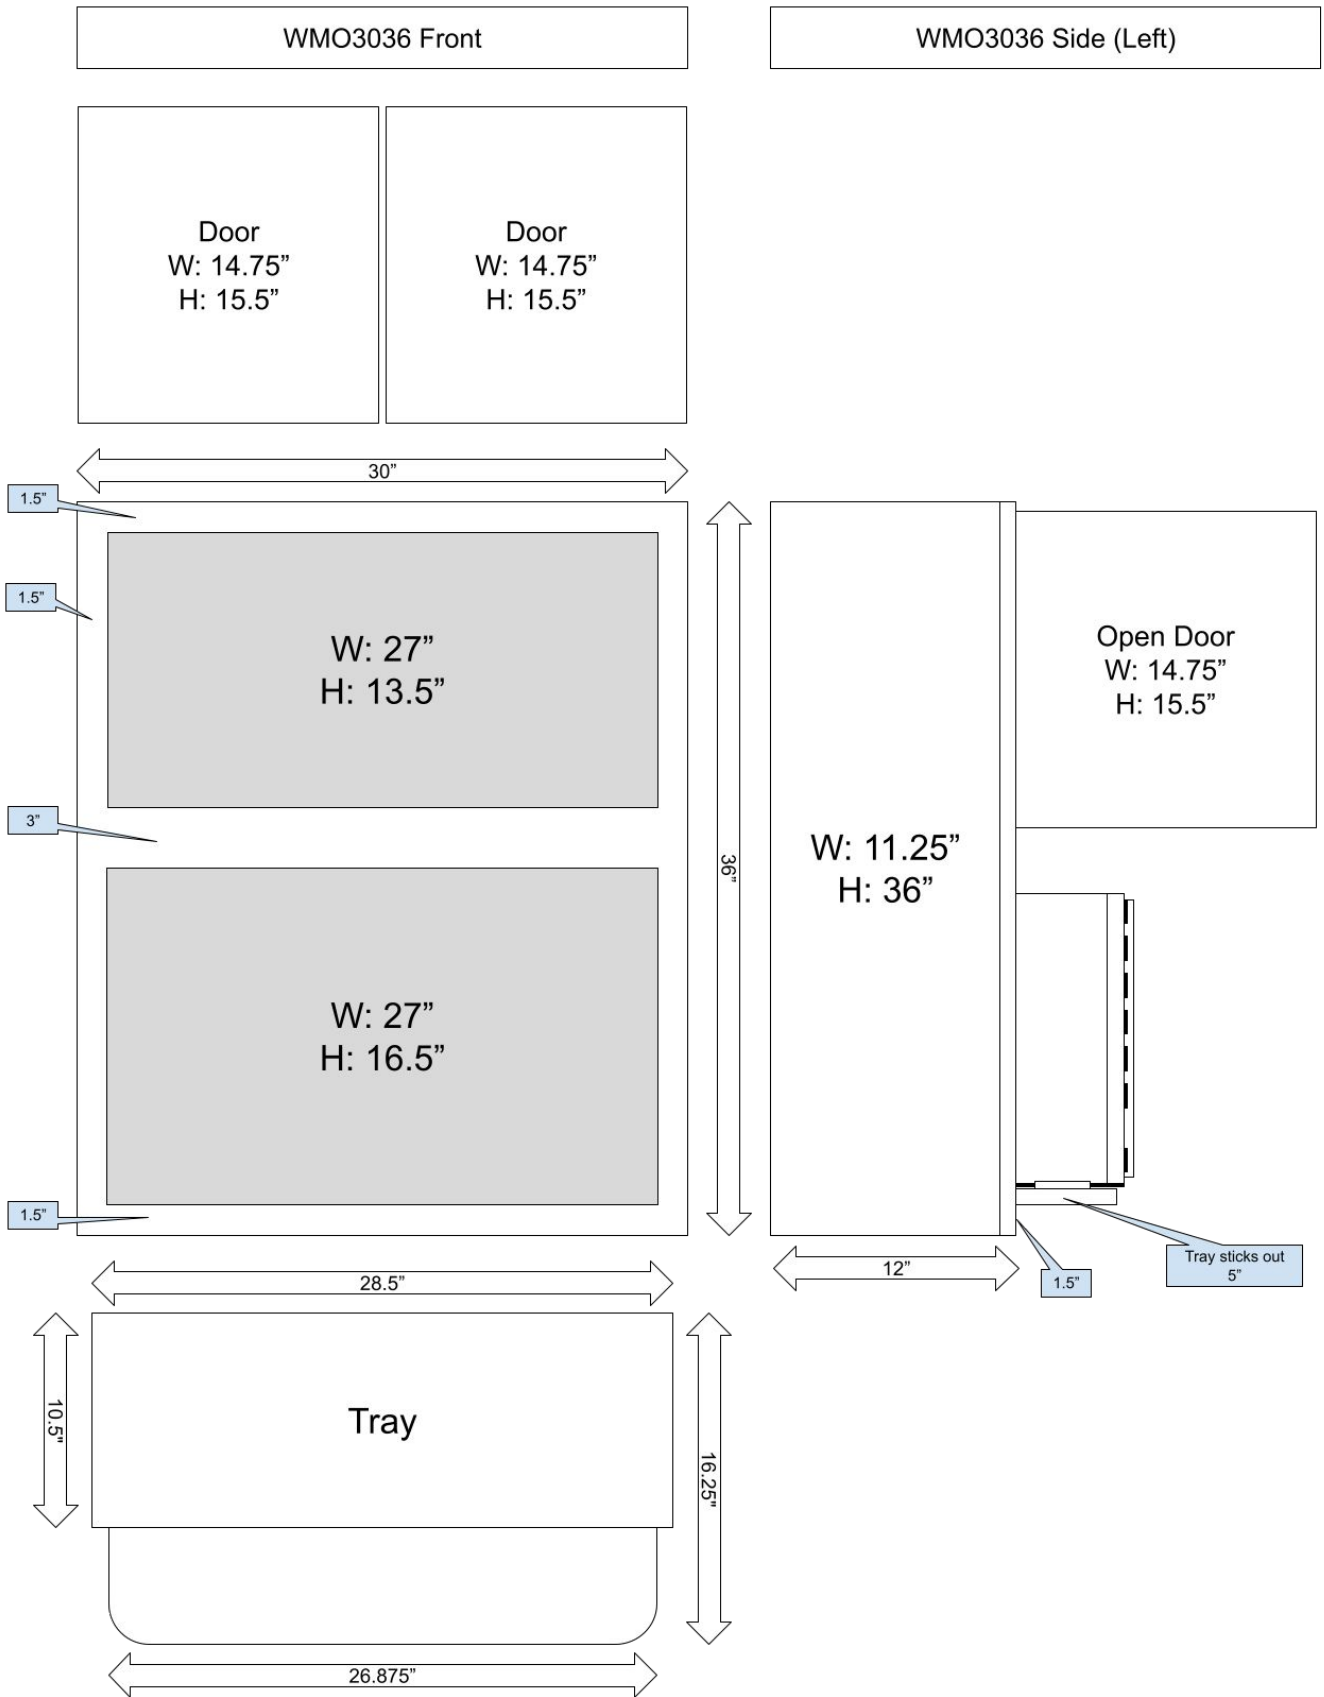 WMO3036 Front
WMO3036 Side (Left)
Door
W: 14.75”
H: 15.5”
Door
W: 14.75”
H: 15.5”
30”
1.5”
1.5”
W: 27”
H: 13.5”
3”
36”
W: 27”
H: 16.5”
1.5”
Open Door
W: 14.75”
H: 15.5”
W: 11.25”
H: 36”
12”
1.5”
Tray sticks out
5”
28.5”
10.5"
Tray
16.25"
26.875”